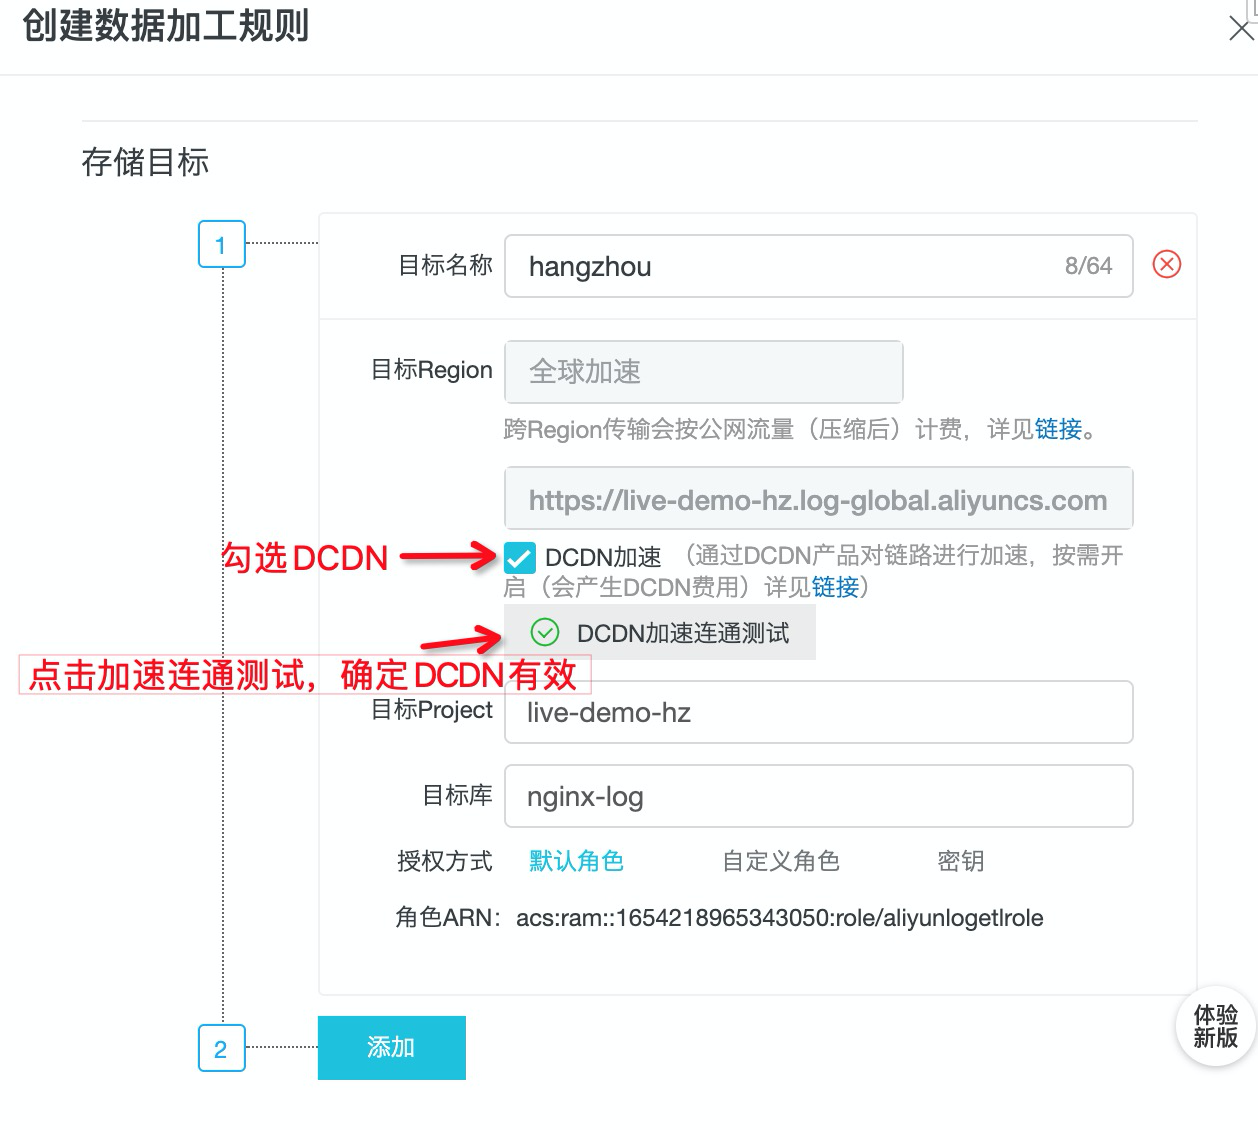 创建数据加工规则
存储目标
1
目标名称
hangzhou
8/64
目标Region
全球加速
跨Region传输会按公网流量（压缩后）计费，详见链接。
https://live-demo-hz.log-global.aliyuncs.com
勾选DCDN
DCDN加速 （通过DCDN产品对链路进行加速，按需开
启（会产生DCDN费用）详见链接）
DCDN加速连通测试
点击加速连通测试，确定DCDN有效
目标Project
live-demo-hz
目标库
nginx-log
授权方式
默认角色
自定义角色
密钥
角色ARN：
acs:ram::1654218965343050:role/aliyunlogetlrole
2
添加
体验
新版